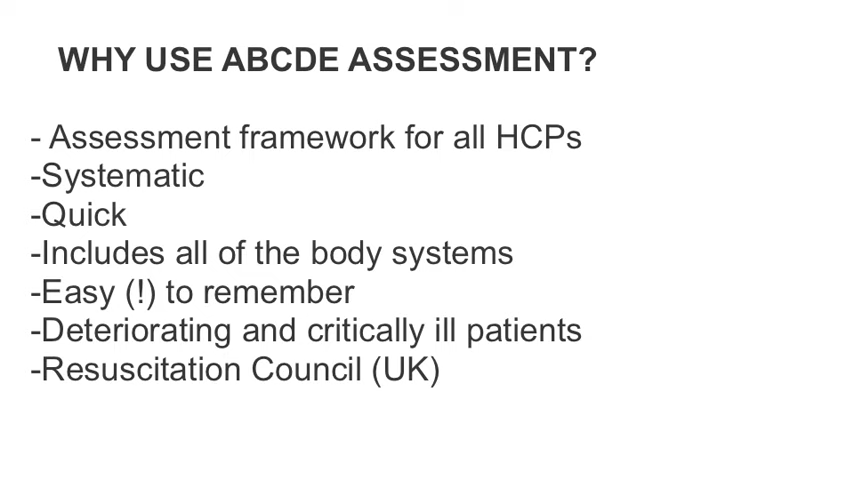 WHY USE ABCDE ASSESSMENT?
- Assessment framework for all HCPs
-Systematic
-Quick
-Includes all of the body systems
-Easy (!) to remember
-Deteriorating and critically ill patients
-Resuscitation Council (UK)